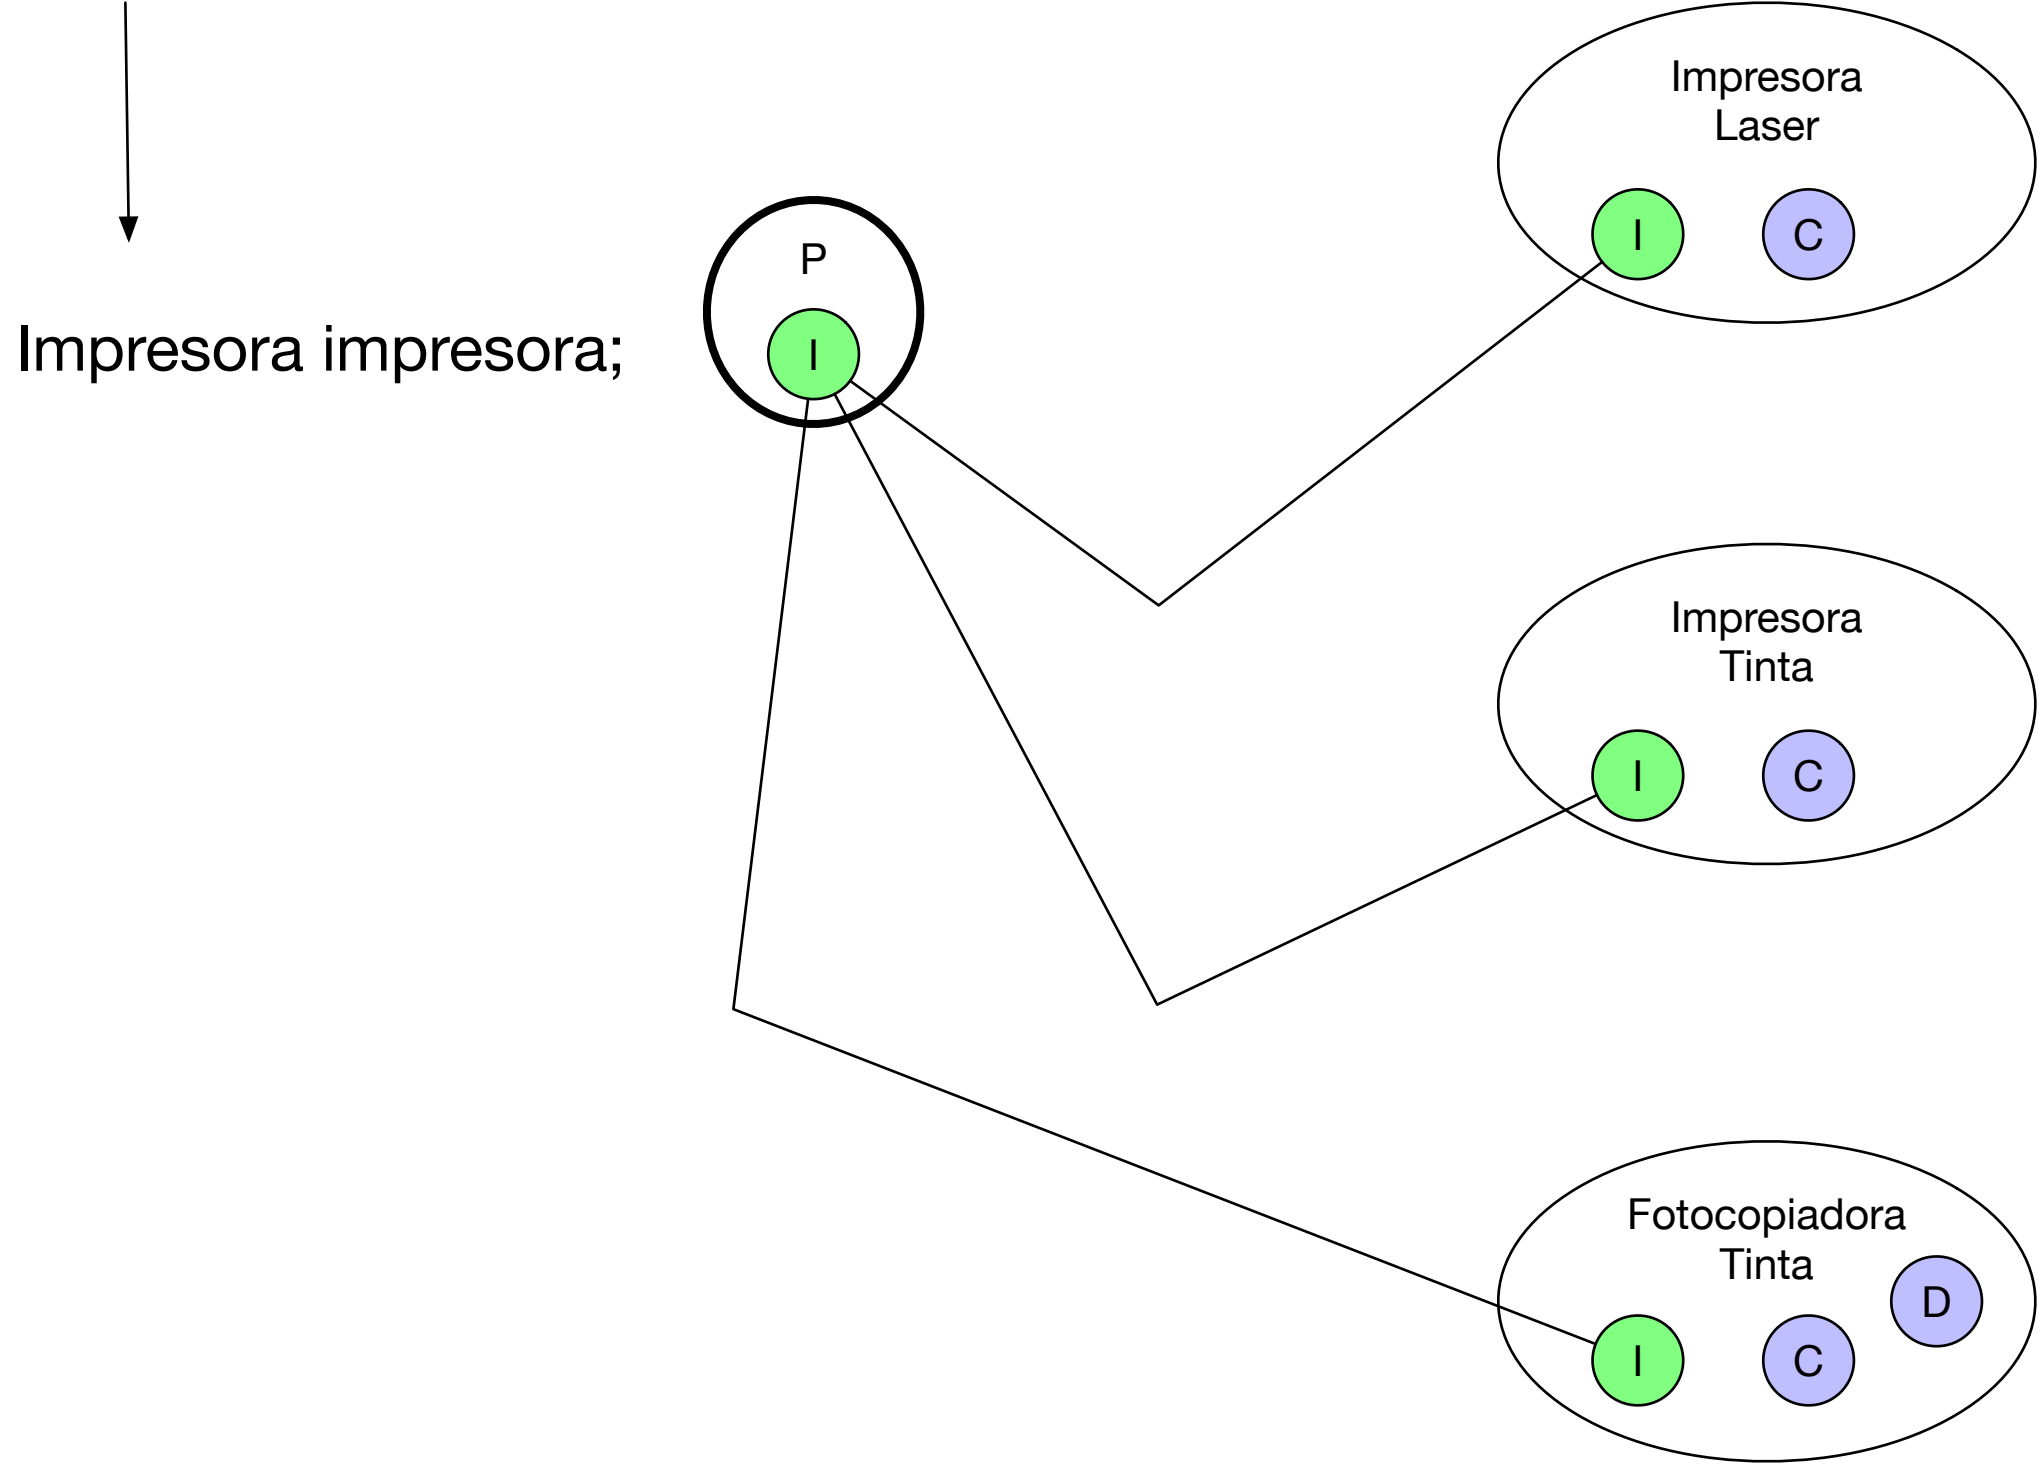 Impresora impresora;
P
I
Impresora
Laser
I C
Impresora
Tinta
I C
Fotocopiadora
Tinta
D
I C